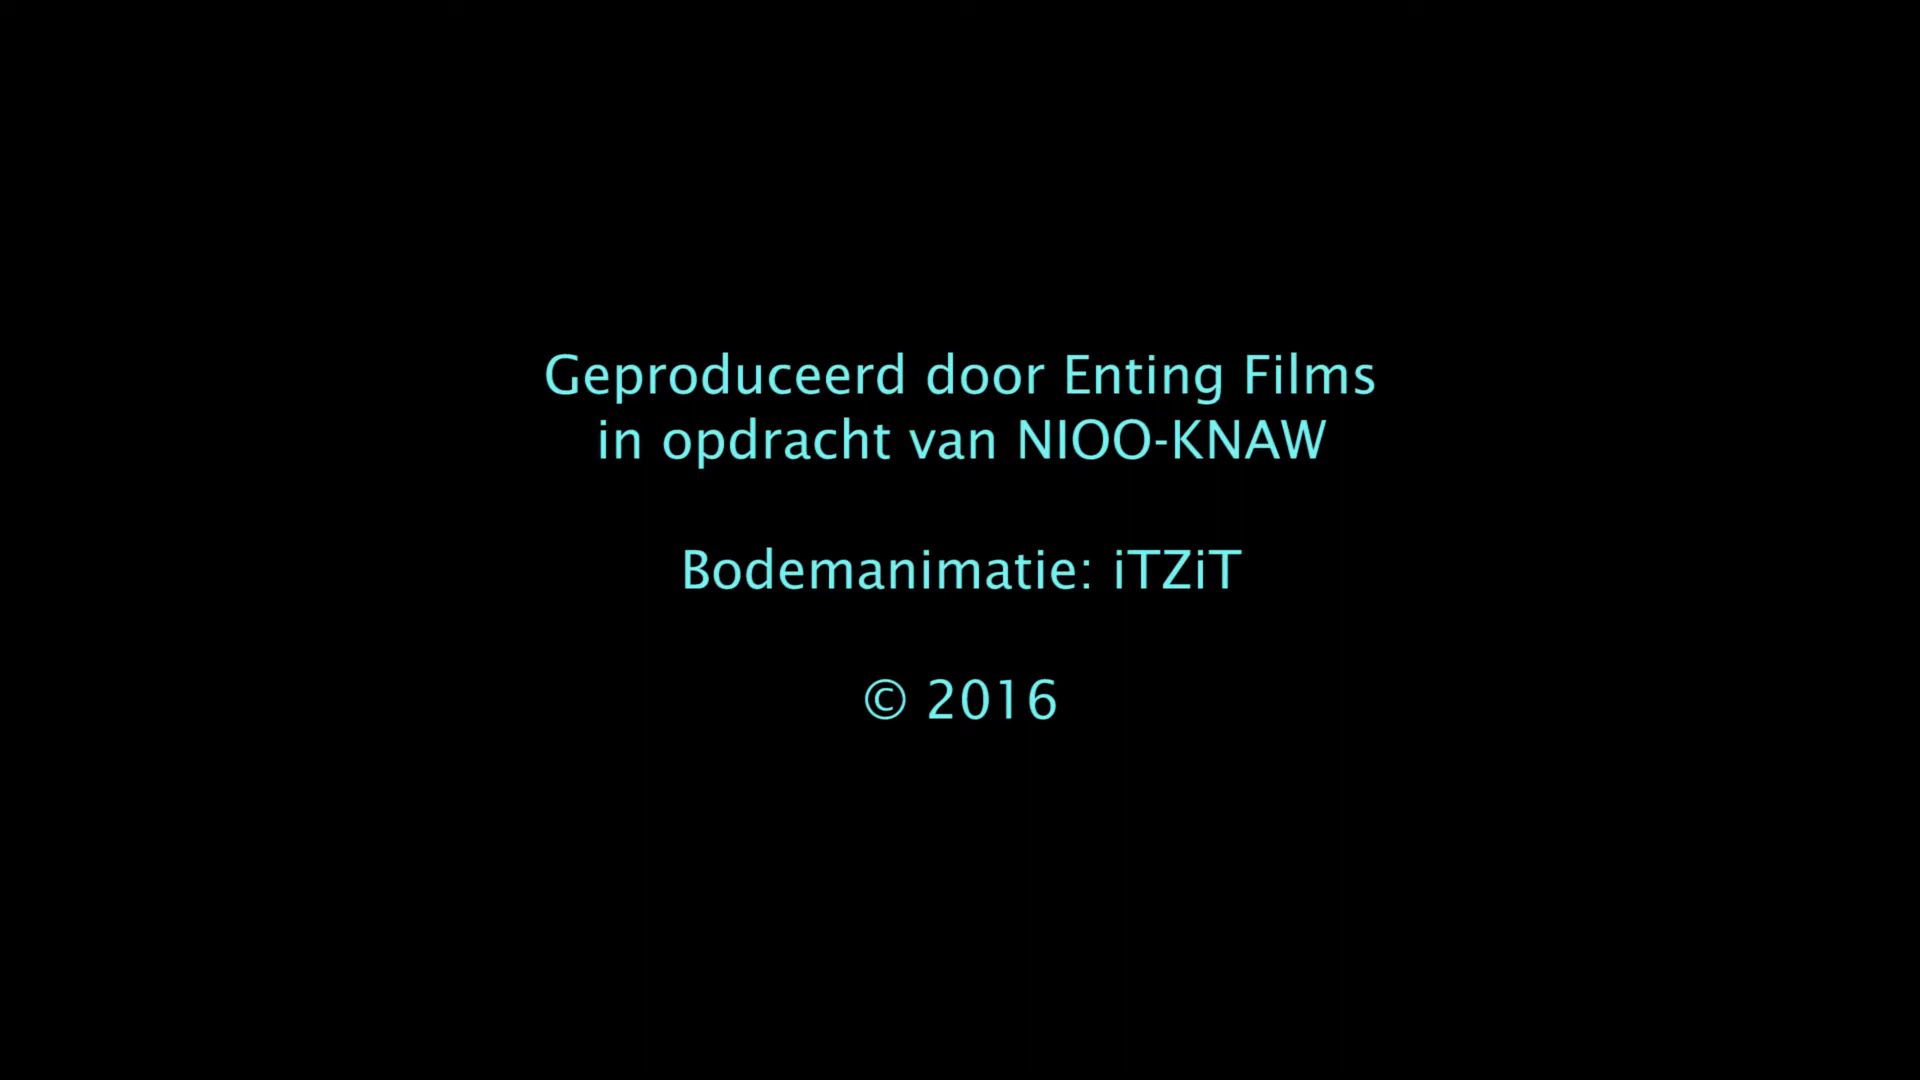 Geproduceerd door Enting Films
in opdracht van NIOO-KNAW
Bodemanimatie: iTZiT
© 2016